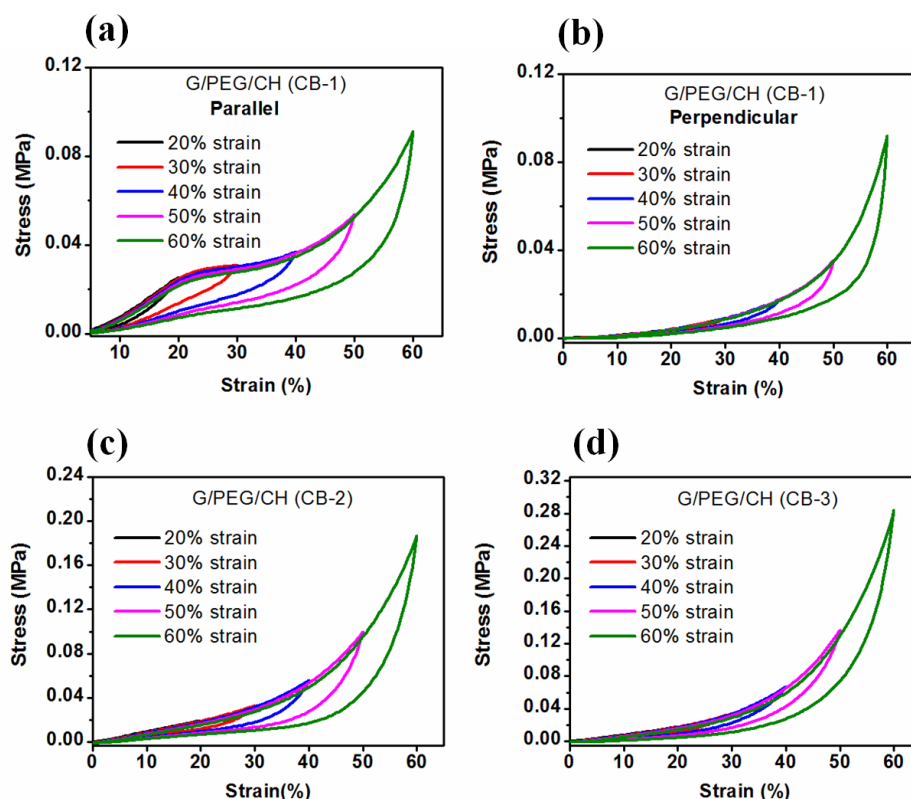 (a)
G/PEG/CH (CB-1)
Parallel
20% strain
30% strain
40% strain
50% strain
60% strain
0.12
0.08
0.04
0.00
Stress (MPa)
10 20 30 40 50 60
Strain (%)
(b)
G/PEG/CH (CB-1)
Perpendicular
20% strain
30% strain
40% strain
50% strain
60% strain
0.12
0.08
0.04
0.00
Stress (MPa)
0 10 20 30 40 50 60
Strain (%)
(c)
G/PEG/CH (CB-2)
20% strain
30% strain
40% strain
50% strain
60% strain
0.24
0.20
0.16
0.12
0.08
0.04
0.00
Stress (MPa)
0 10 20 30 40 50 60
Strain(%)
(d)
G/PEG/CH (CB-3)
20% strain
30% strain
40% strain
50% strain
60% strain
0.32
0.28
0.24
0.20
0.16
0.12
0.08
0.04
0.00
Stress (MPa)
0 10 20 30 40 50 60
Strain (%)